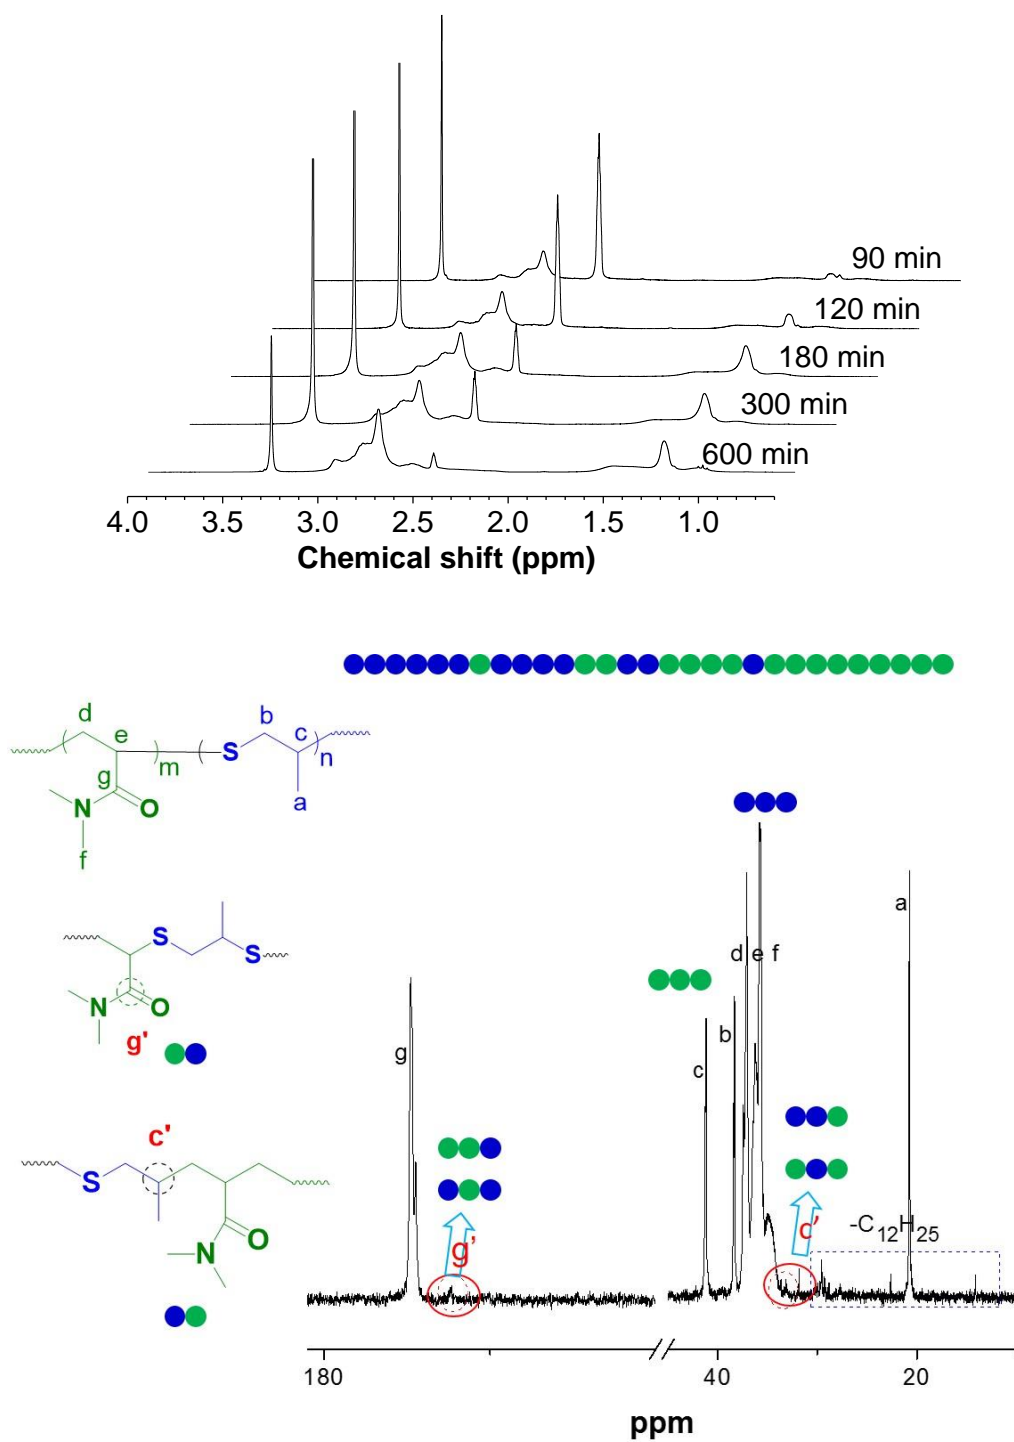 90 min
120 min
180 min
300 min
600 min
4.0 3.5 3.0 2.5 2.0 1.5 1.0
Chemical shift (ppm)
d
b
e
c
S
n
m
g
a
N
O
f
a
d e f
S
S
b
N
O
g'
g
c
c'
S
N
O
g'
c'
-C12H25
180 40 20
ppm